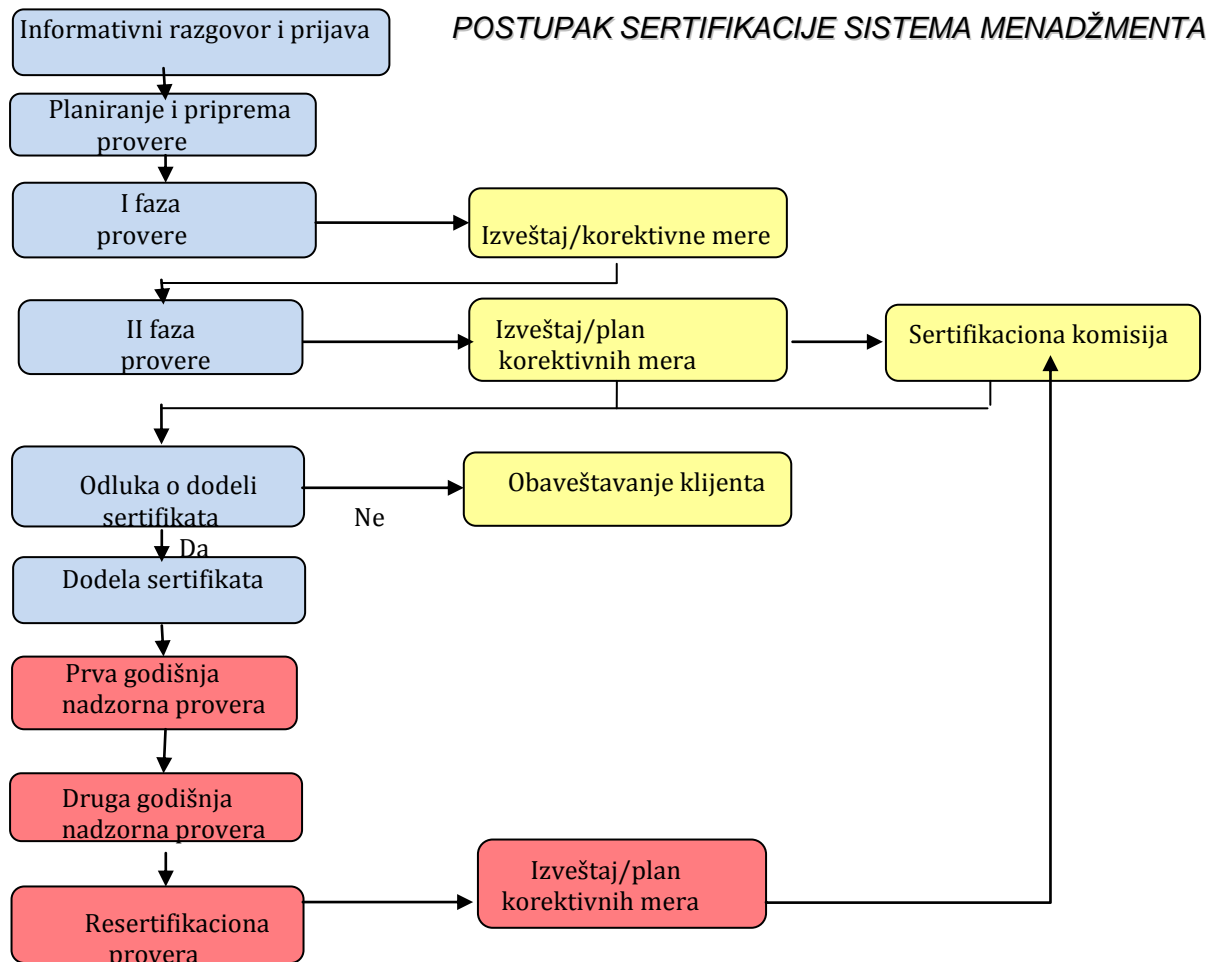 Informativni razgovor i prijava
POSTUPAK SERTIFIKACIJE SISTEMA MENADŽMENTA
Planiranje i priprema
provere
I faza
provere
Izveštaj/korektivne mere
II faza
provere
Izveštaj/plan
korektivnih mera
Sertifikaciona komisija
Odluka o dodeli
sertifikata
Ne
Obaveštavanje klijenta
Da
Dodela sertifikata
Prva godišnja
nadzorna provera
Druga godišnja
nadzorna provera
Resertifikaciona
provera
Izveštaj/plan
korektivnih mera